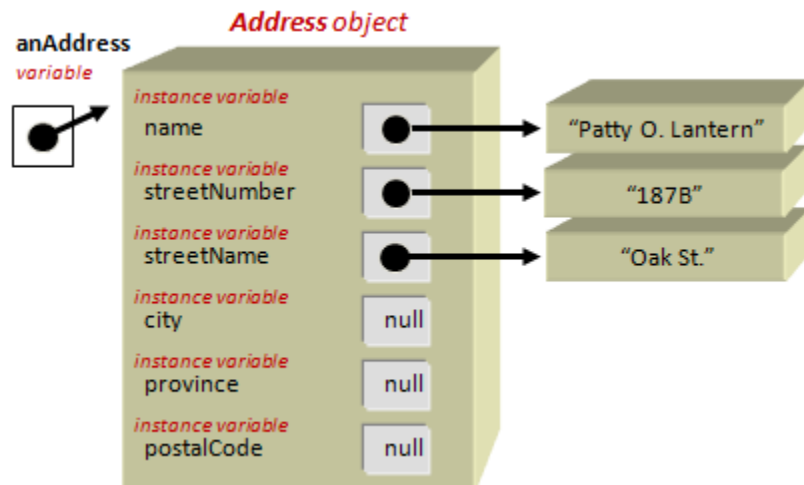 Address object
anAddress
variable
instance variable
name
“Patty O. Lantern”
instance variable
streetNumber
“187B”
instance variable
streetName
“Oak St.”
instance variable
city
null
instance variable
province
null
instance variable
postalCode
null